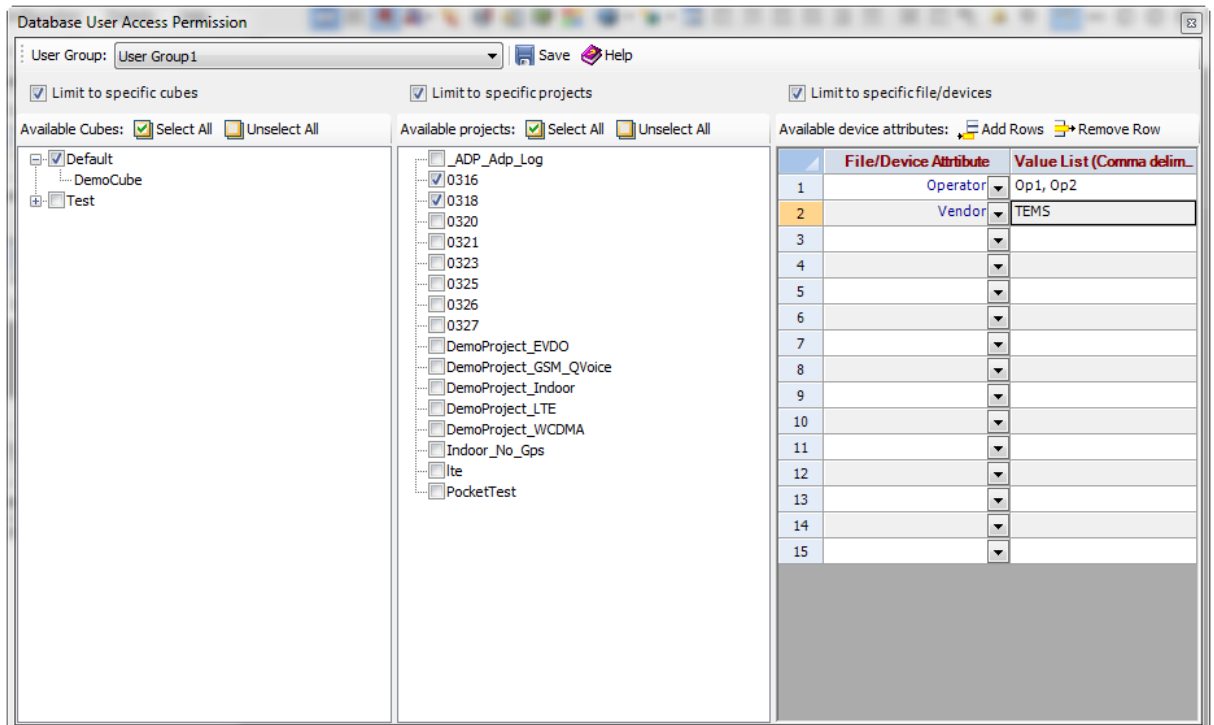 Database User Access Permission
User Group: User Group1 Save Help
Limit to specific cubes
Limit to specific projects
Limit to specific file/devices
Available Cubes: Select All Unselect All
Available projects: Select All Unselect All
Available device attributes: Add Rows Remove Row
Default
DemoCube
Test
_ADP_Adp_Log
0316
0318
0320
0321
0323
0325
0326
0327
DemoProject_EVDO
DemoProject_GSM_QVoice
DemoProject_Indoor
DemoProject_LTE
DemoProject_WCDMA
Indoor_No_Gps
lte
PocketTest
File/Device Attrtibute Value List (Comma delim...
1 Operator Op1, Op2
2 Vendor TEMS
3
4
5
6
7
8
9
10
11
12
13
14
15